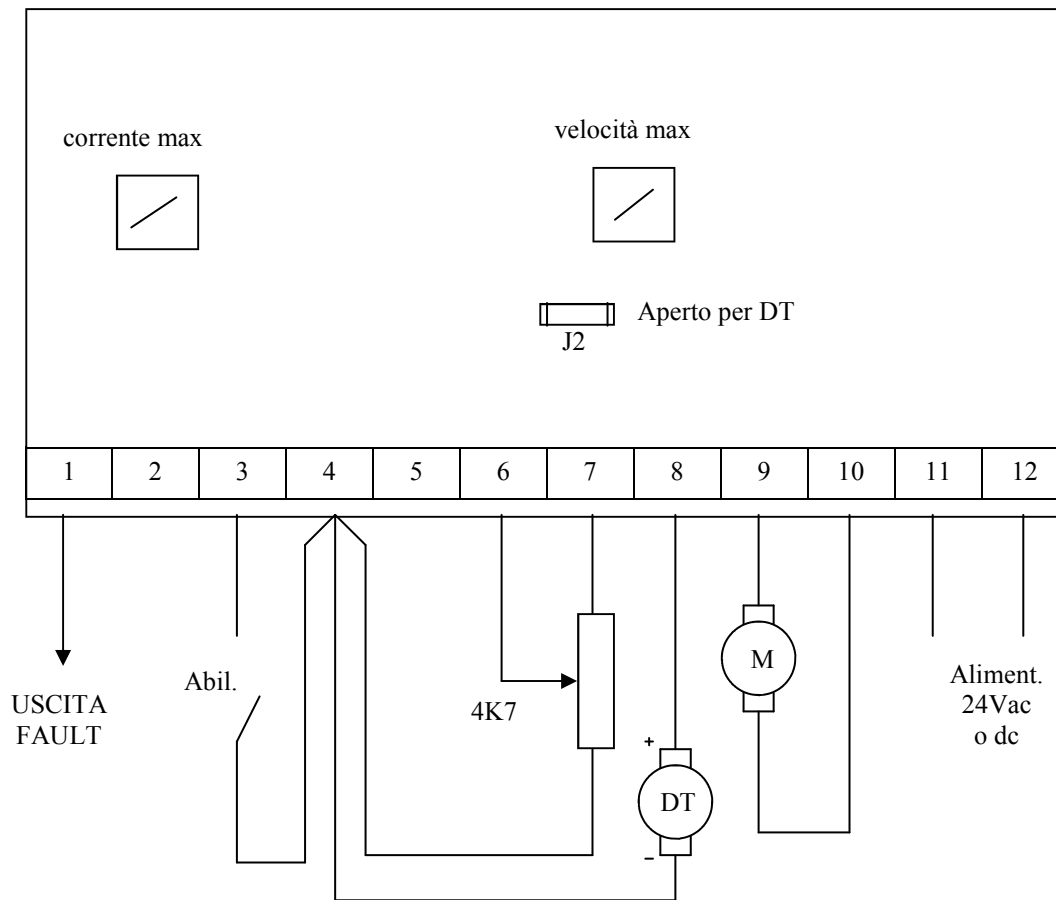 corrente max
velocità max
Aperto per DT
J2
1 2 3 4 5 6 7 8 9 10 11 12
USCITA
FAULT
Abil.
4K7
+
DT
−
M
Aliment.
24Vac
o dc